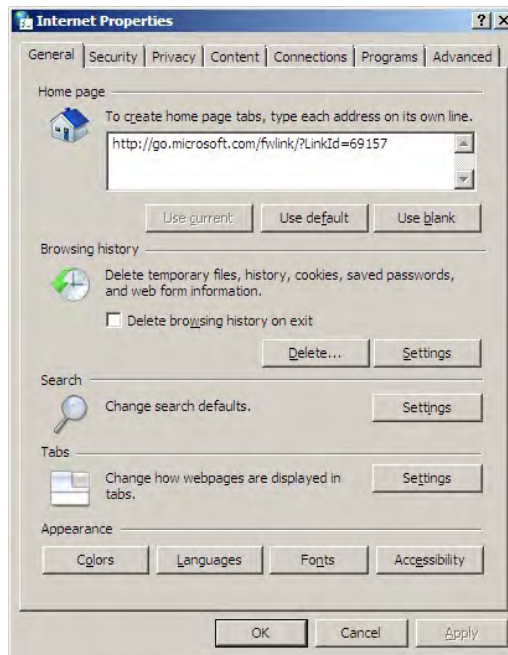 Internet Properties
General Security Privacy Content Connections Programs Advanced
Home page
To create home page tabs, type each address on its own line.
http://go.microsoft.com/fwlink/?LinkId=69157
Use current Use default Use blank
Browsing history
Delete temporary files, history, cookies, saved passwords,
and web form information.
Delete browsing history on exit
Delete... Settings
Search
Change search defaults. Settings
Tabs
Change how webpages are displayed in
tabs.
Settings
Appearance
Colors Languages Fonts Accessibility
OK Cancel Apply